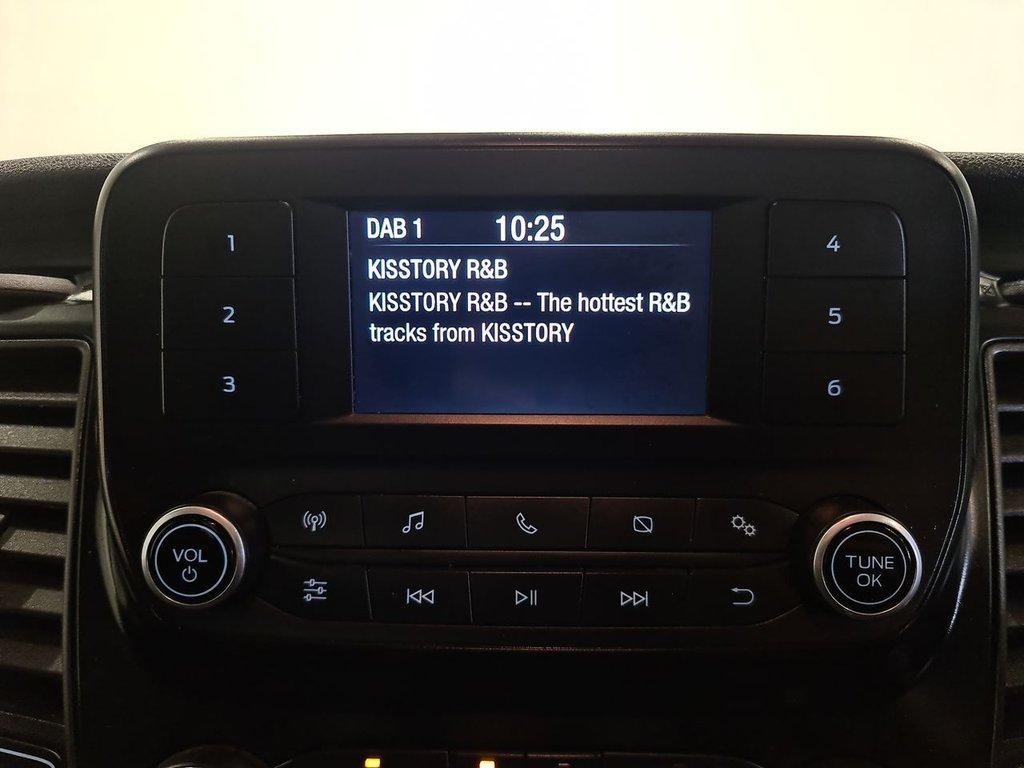 DAB 1 10:25
KISSTORY R&B
KISSTORY R&B -- The hottest R&B
tracks from KISSTORY
1
2
3
4
5
6
VOL
TUNE
OK